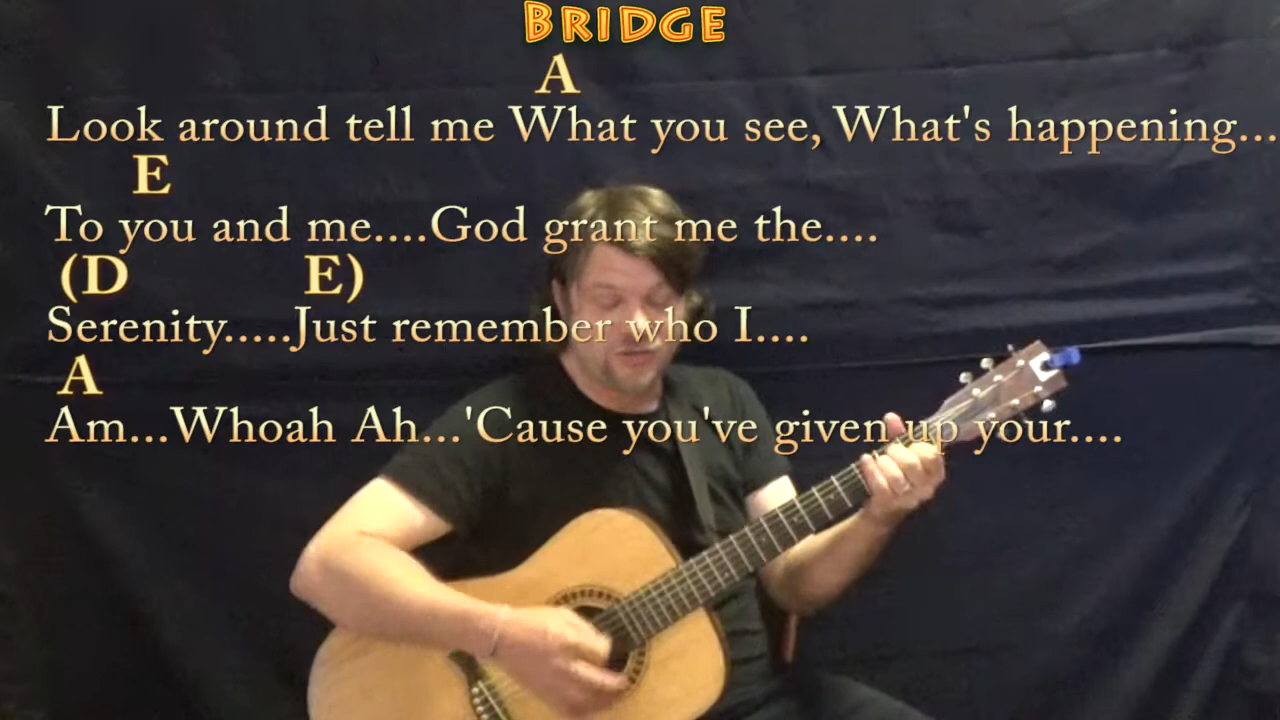 BRIDGE
A
Look around tell me What you see, What's happening...
E
To you and me....God grant me the....
(D E)
Serenity.....Just remember who I....
A
Am...Whoah Ah...'Cause you've given up your....